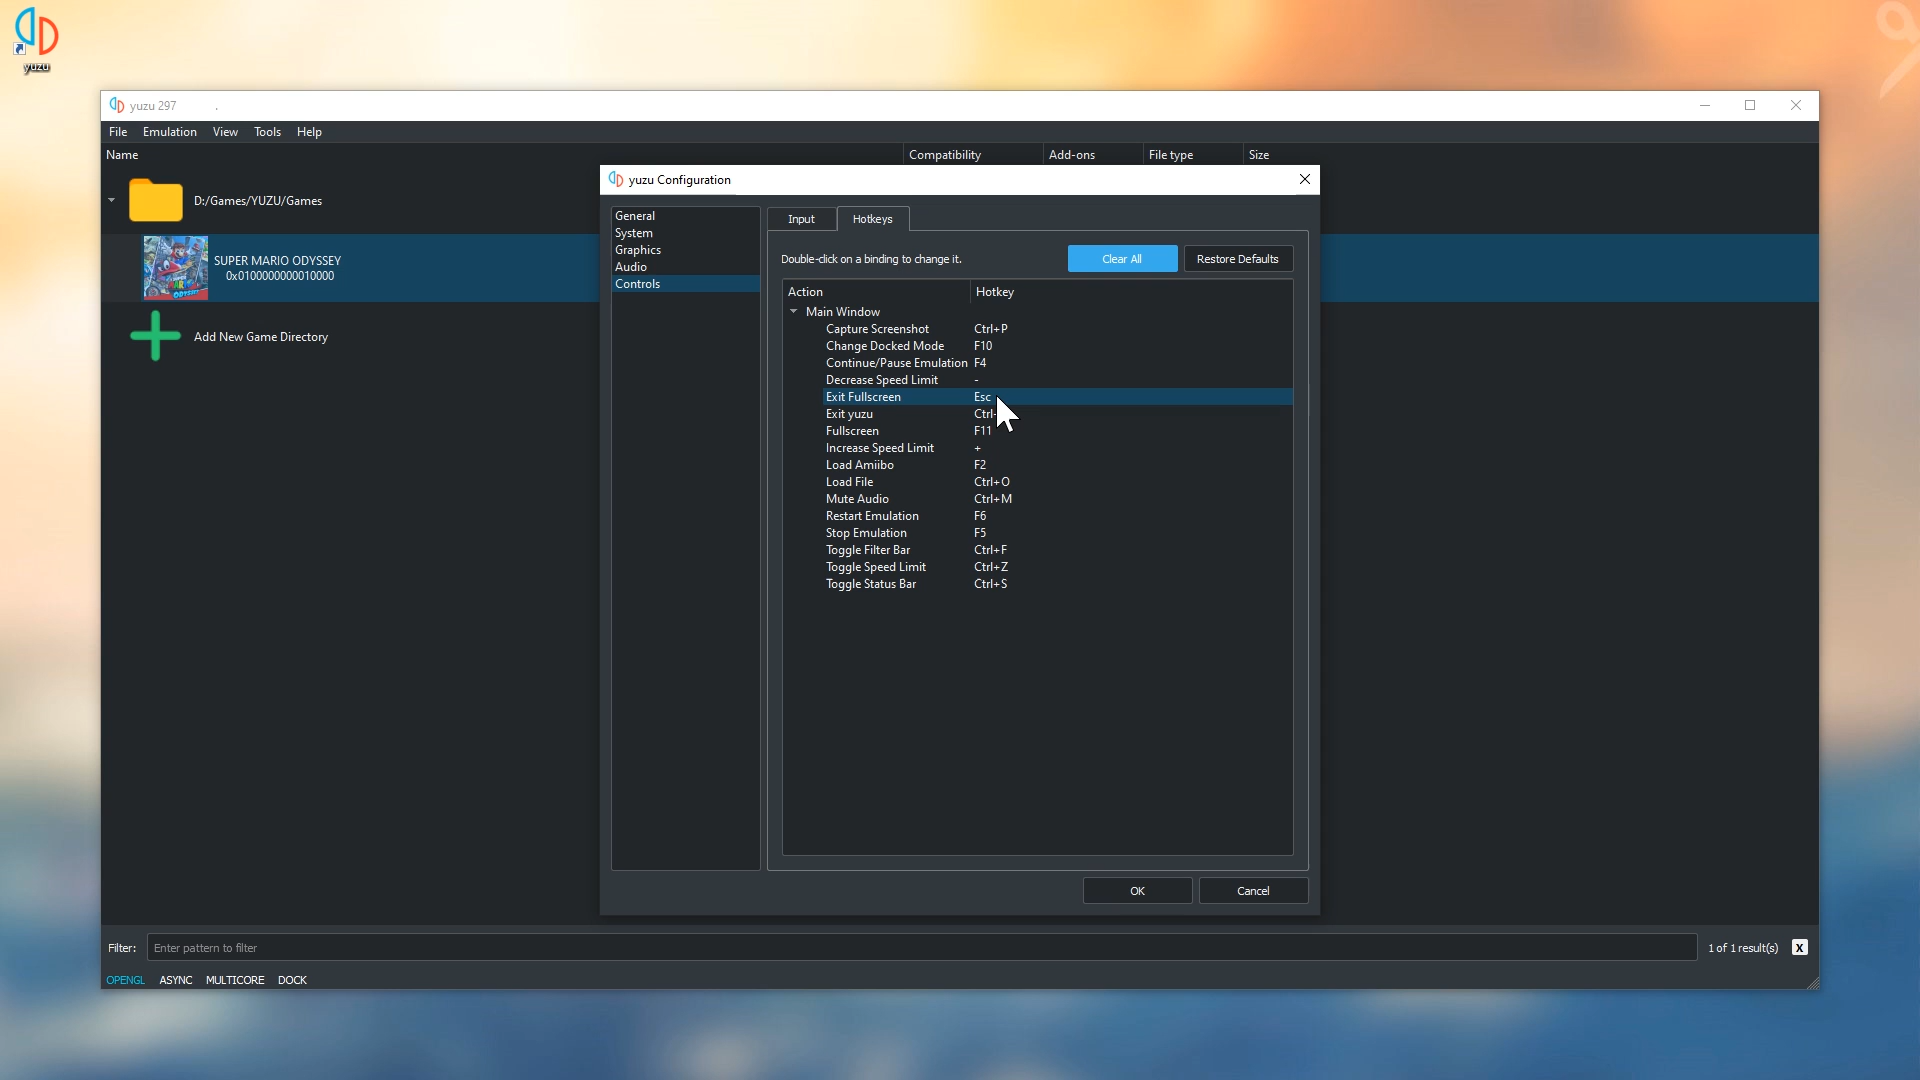 yuzu
yuzu 297
File Emulation View Tools Help
Name Compatibility Add-ons File type Size
D:/Games/YUZU/Games
SUPER MARIO ODYSSEY
0x0100000000010000
Add New Game Directory
yuzu Configuration
General
System
Graphics
Audio
Controls
Input Hotkeys
Double-click on a binding to change it. Clear All Restore Defaults
Action Hotkey
Main Window
Capture Screenshot Ctrl+P
Change Docked Mode F10
Continue/Pause Emulation F4
Decrease Speed Limit -
Exit Fullscreen Esc
Exit yuzu Ctrl
Fullscreen F11
Increase Speed Limit +
Load Amiibo F2
Load File Ctrl+O
Mute Audio Ctrl+M
Restart Emulation F6
Stop Emulation F5
Toggle Filter Bar Ctrl+F
Toggle Speed Limit Ctrl+Z
Toggle Status Bar Ctrl+S
OK Cancel
Filter: Enter pattern to filter 1 of 1 result(s) X
OPENGL ASYNC MULTICORE DOCK